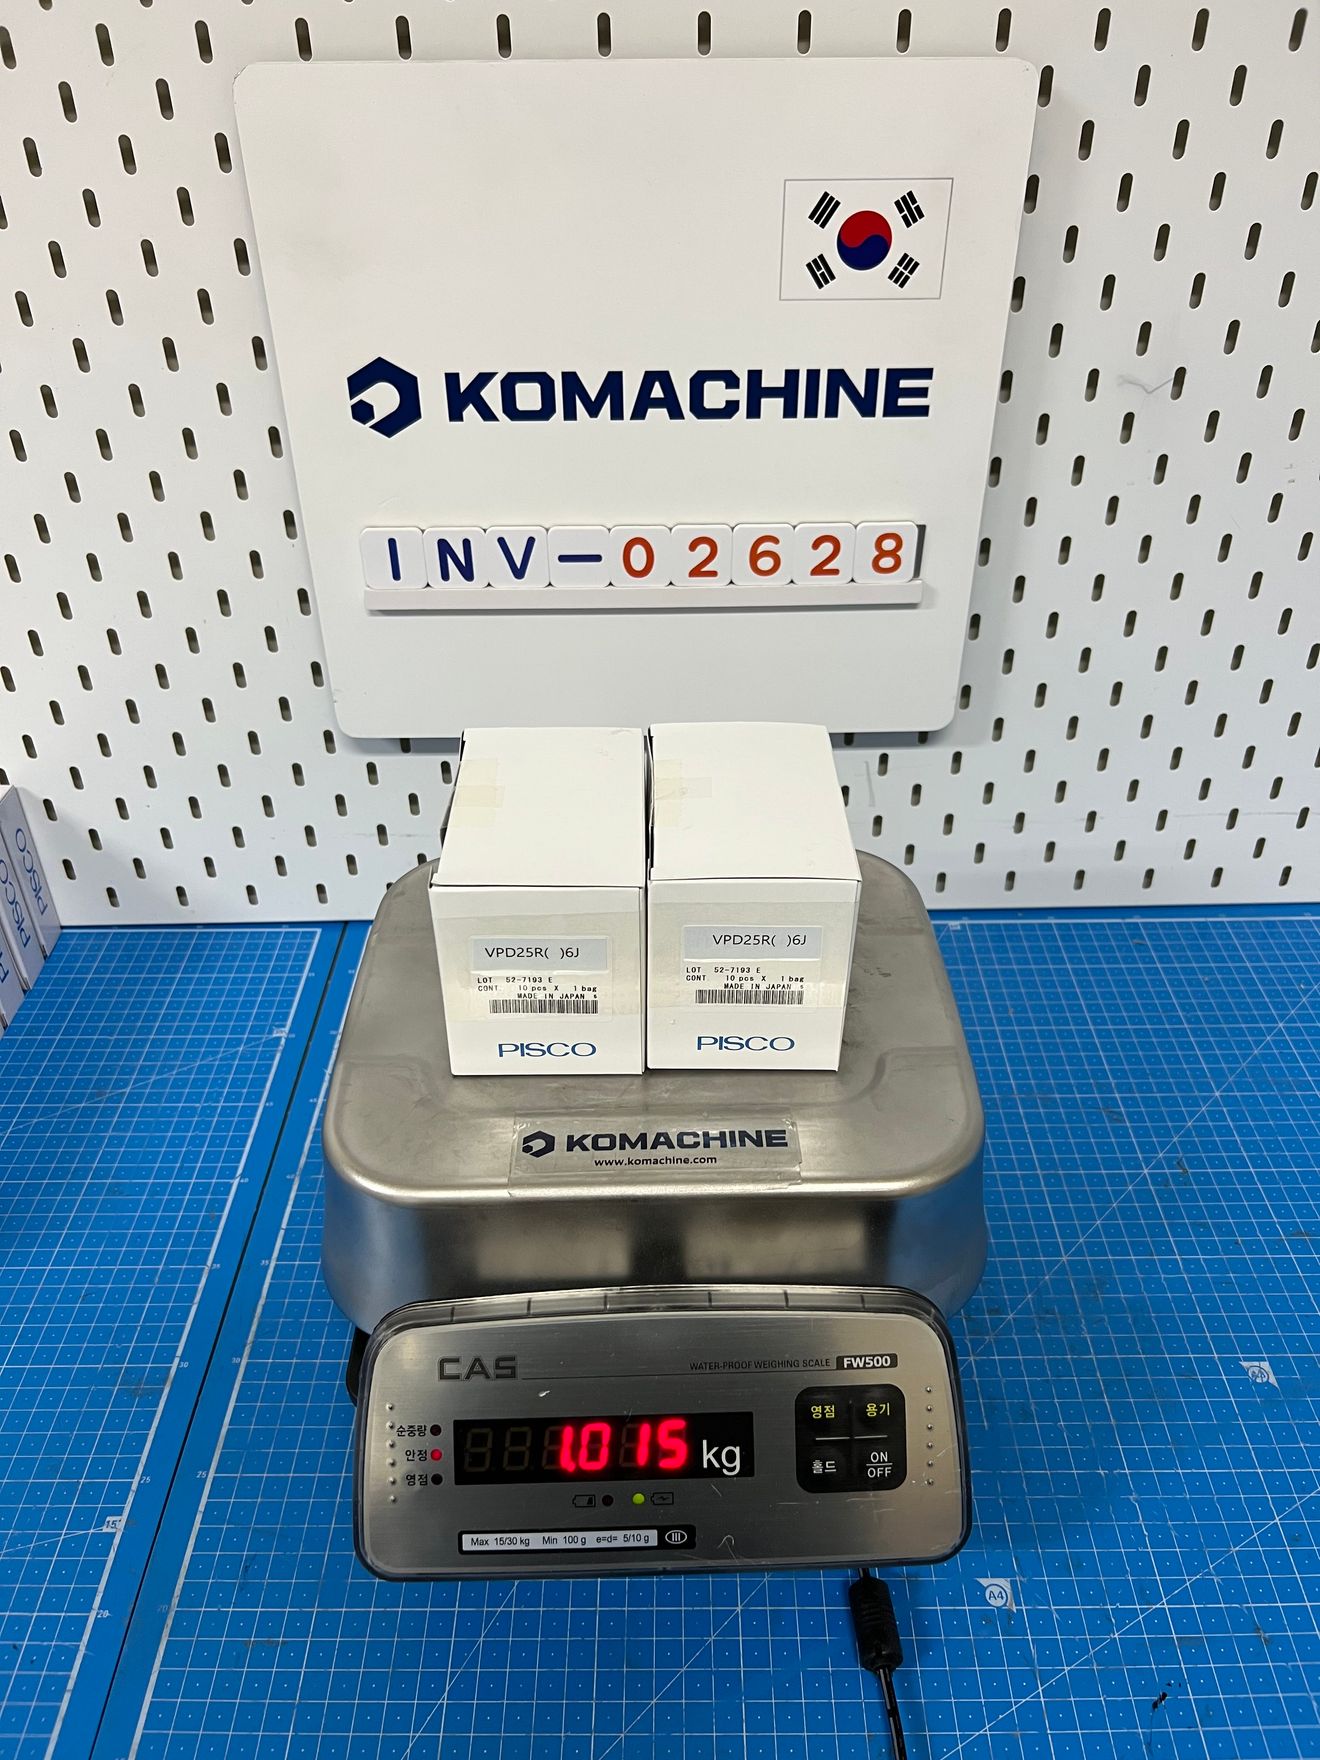 KOMACHINE
INV-02628
PISCO
PISCO
VPD25R( )6J
LOT 52-7193 E
CONT. 10 pcs X 1 bag
MADE IN JAPAN s
PISCO
VPD25R( )6J
LOT 52-7193 E
CONT. 10 pcs X 1 bag
MADE IN JAPAN s
PISCO
KOMACHINE
www.komachine.com
CAS
WATER-PROOF WEIGHING SCALE FW500
순중량
안정
영점
1.015 kg
영점 용기
홀드 ON/OFF
Max 15/30 kg Min 100 g e=d= 5/10 g III
A4